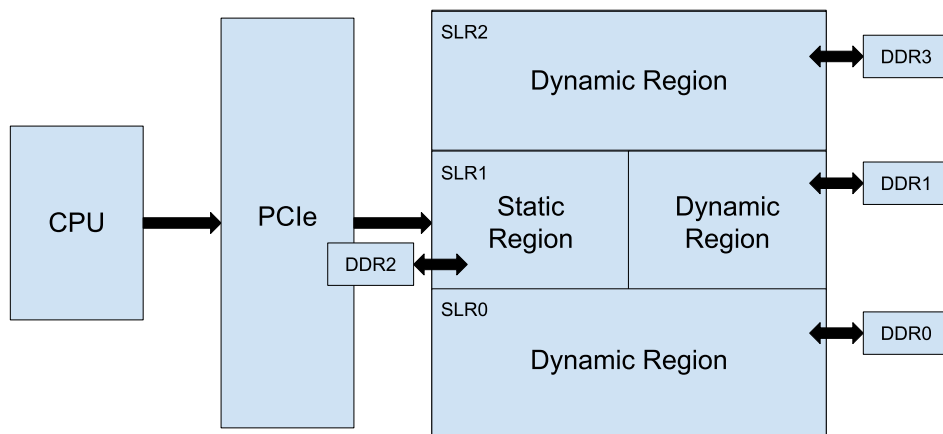 CPU
PCIe
DDR2
SLR2
Dynamic Region
DDR3
SLR1
Static
Region
Dynamic
Region
DDR1
SLR0
Dynamic Region
DDR0